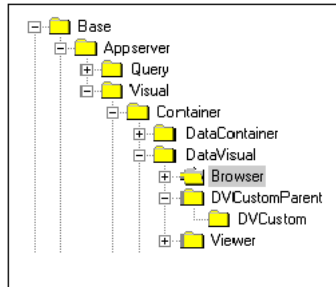 Base
Appserver
Query
Visual
Container
DataContainer
DataVisual
Browser
DVCustomParent
DVCustom
Viewer